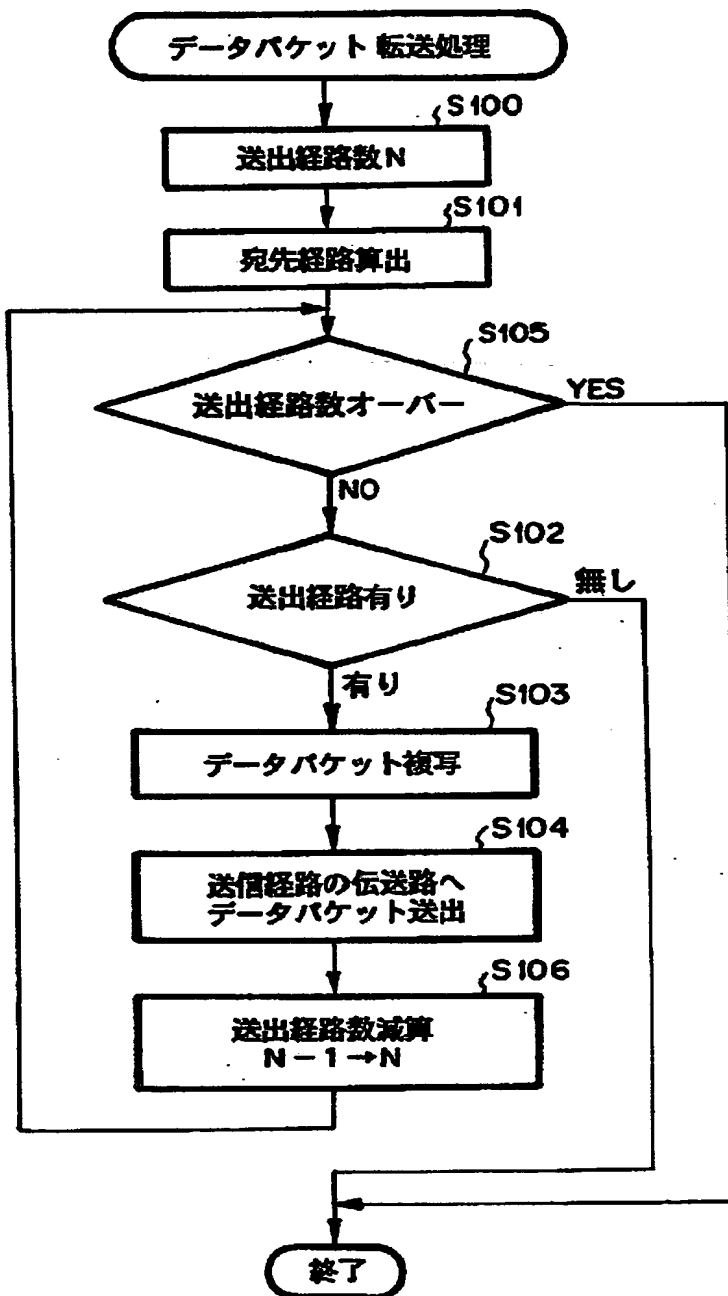 データパケット 転送処理
S100
送出経路数N
S101
宛先経路算出
S105
送出経路数オーバー
YES
NO
S102
送出経路有り
無し
有り
S103
データパケット複写
S104
送信経路の伝送路へ
データパケット送出
S106
送出経路数減算
N-1→N
終了